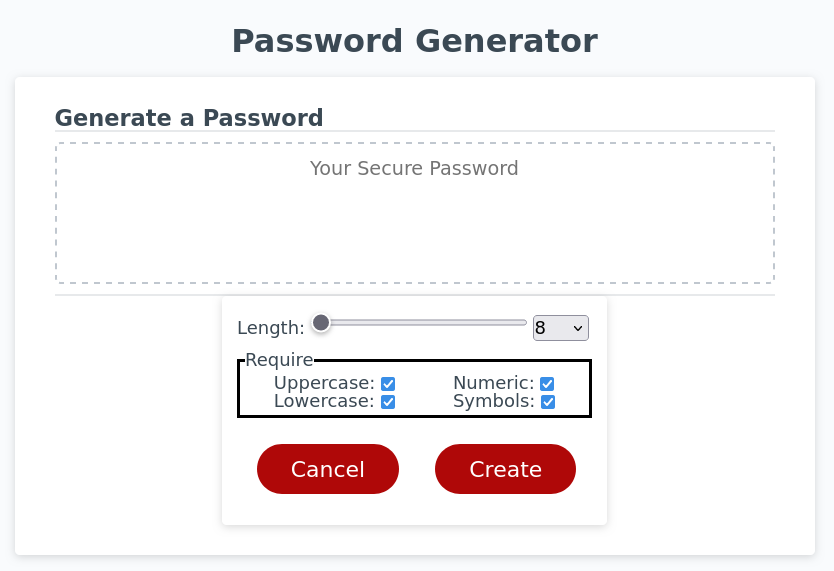 Password Generator
Generate a Password
Your Secure Password
Length: 8
Require
Uppercase: Numeric:
Lowercase: Symbols:
Cancel Create